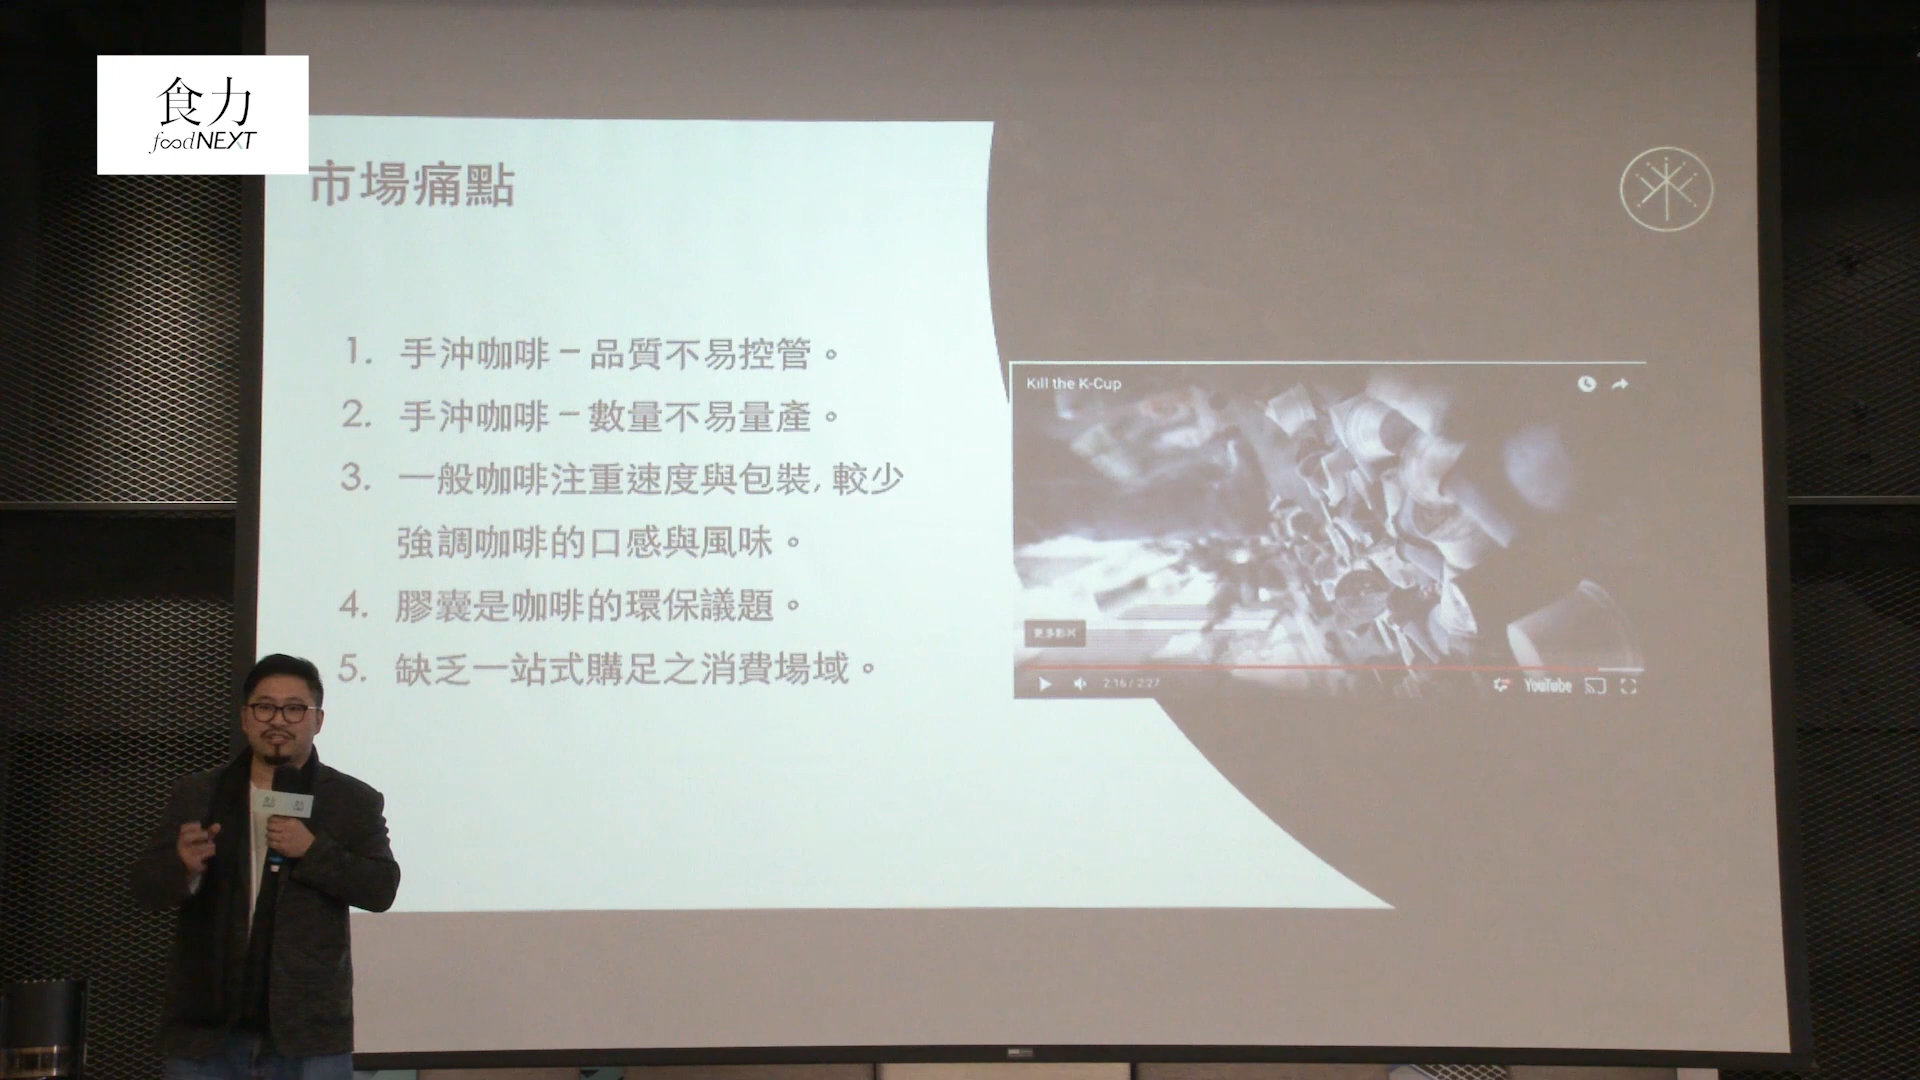 食力
foodNEXT
市場痛點
1. 手沖咖啡－品質不易控管。
2. 手沖咖啡－數量不易量產。
3. 一般咖啡注重速度與包裝, 較少
強調咖啡的口感與風味。
4. 膠囊是咖啡的環保議題。
5. 缺乏一站式購足之消費場域。
Kill the K-Cup
更多影片
2:16 / 2:27
YouTube